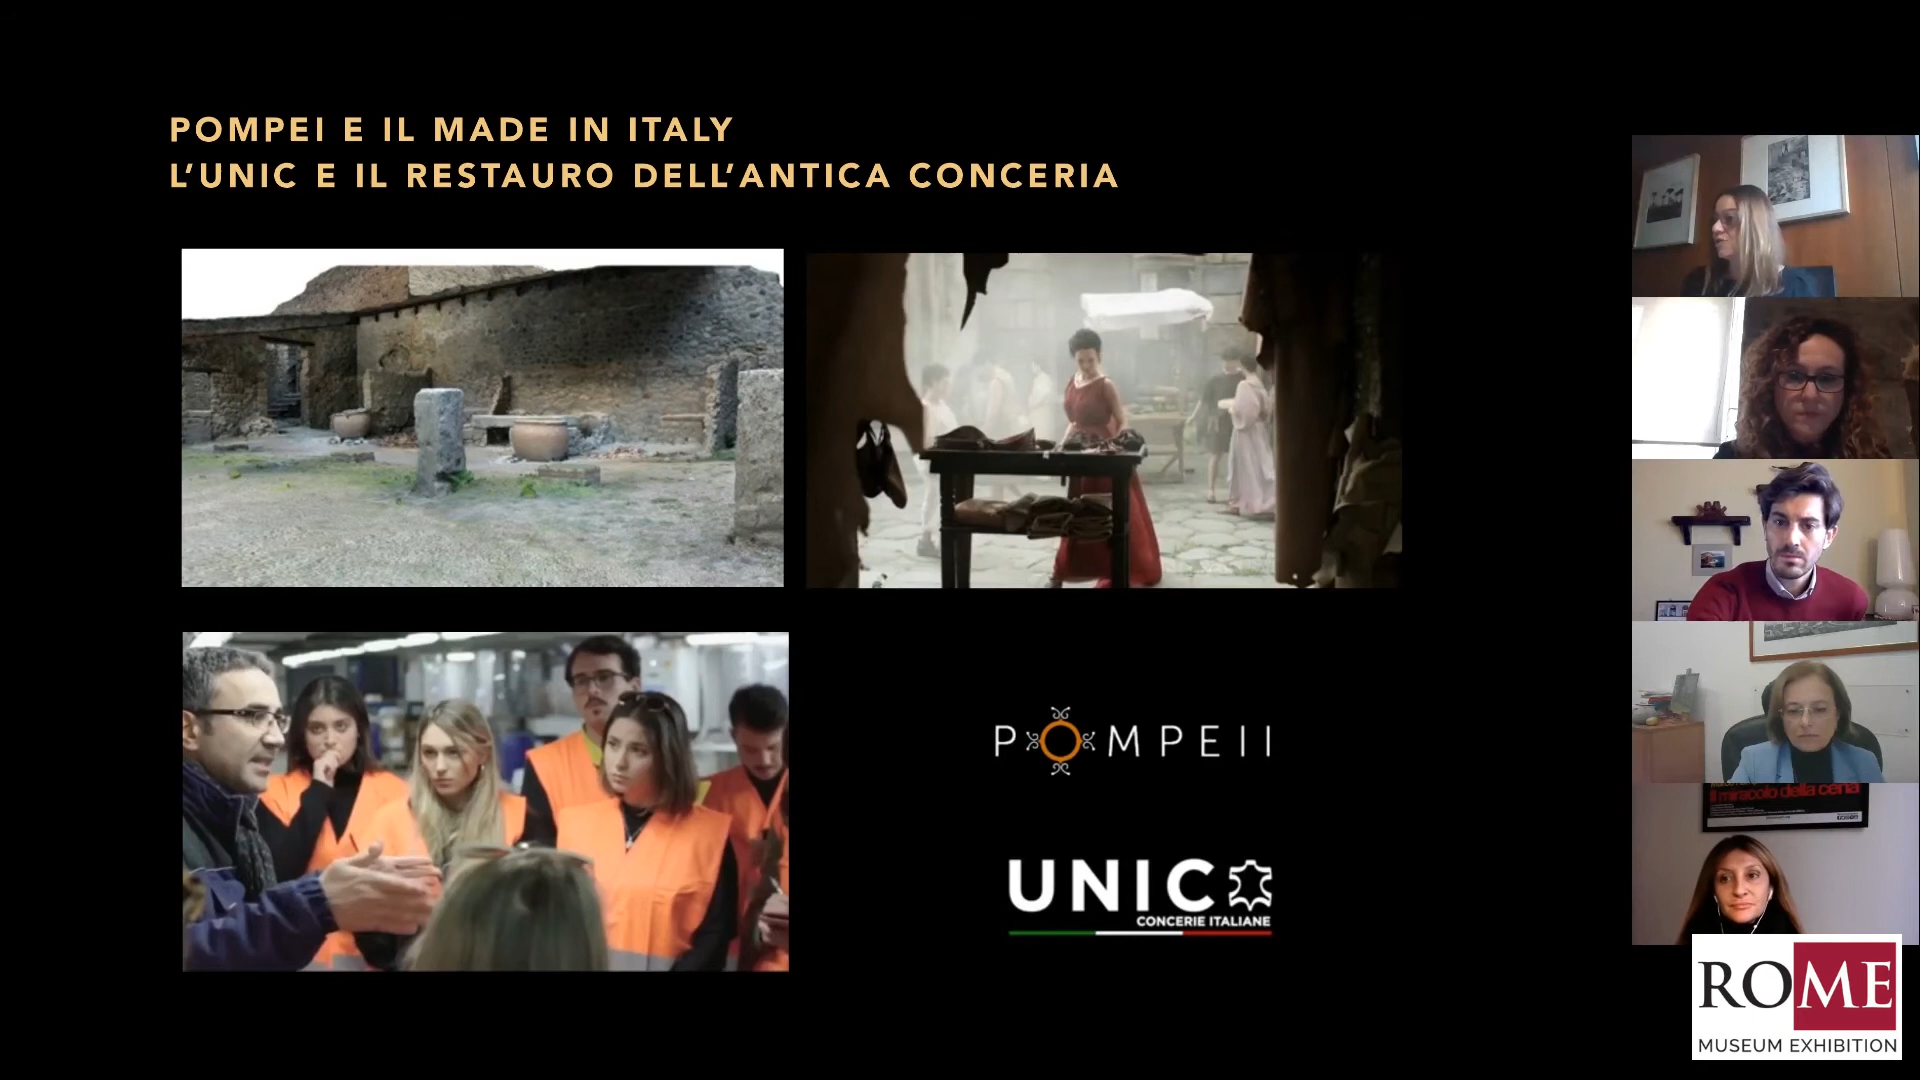 POMPEI E IL MADE IN ITALY
L'UNIC E IL RESTAURO DELL'ANTICA CONCERIA
POMPEII
UNIC
CONCERIE ITALIANE
Il miracolo della cena
ROME
MUSEUM EXHIBITION